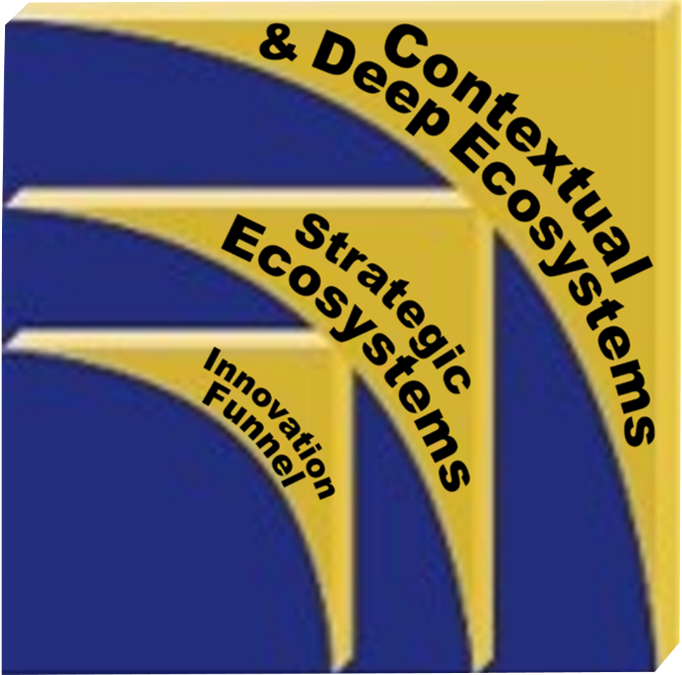 Contextual
& Deep Ecosystems
Strategic
Ecosystems
Innovation
Funnel